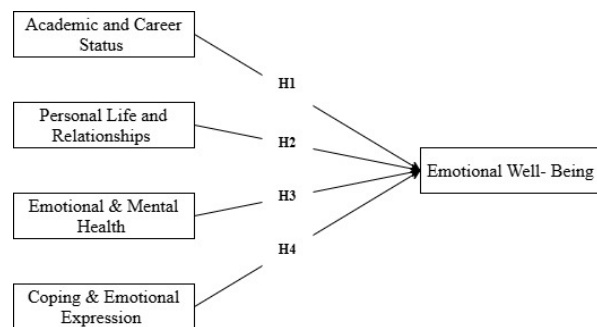 Academic and Career
Status
H1
Personal Life and
Relationships
H2
Emotional Well- Being
Emotional & Mental
Health
H3
H4
Coping & Emotional
Expression